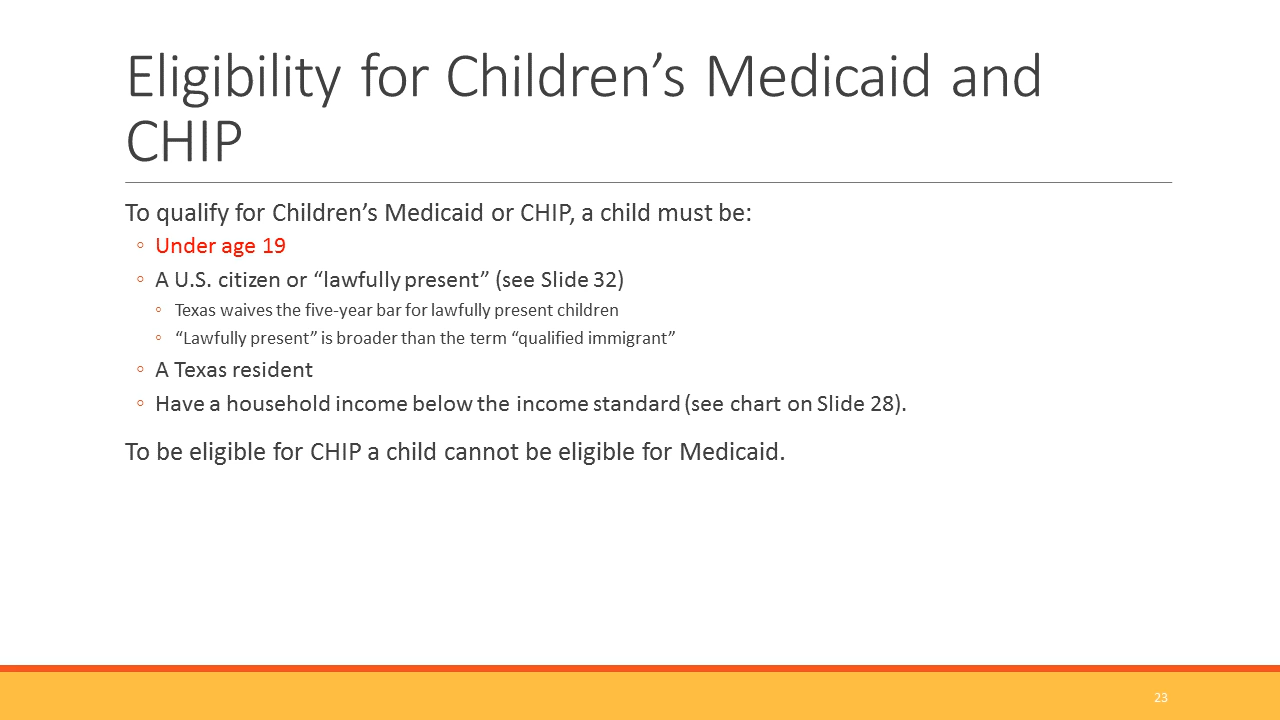 Eligibility for Children’s Medicaid and
CHIP
To qualify for Children’s Medicaid or CHIP, a child must be:
◦ Under age 19
◦ A U.S. citizen or “lawfully present” (see Slide 32)
◦ Texas waives the five-year bar for lawfully present children
◦ “Lawfully present” is broader than the term “qualified immigrant”
◦ A Texas resident
◦ Have a household income below the income standard (see chart on Slide 28).
To be eligible for CHIP a child cannot be eligible for Medicaid.
23